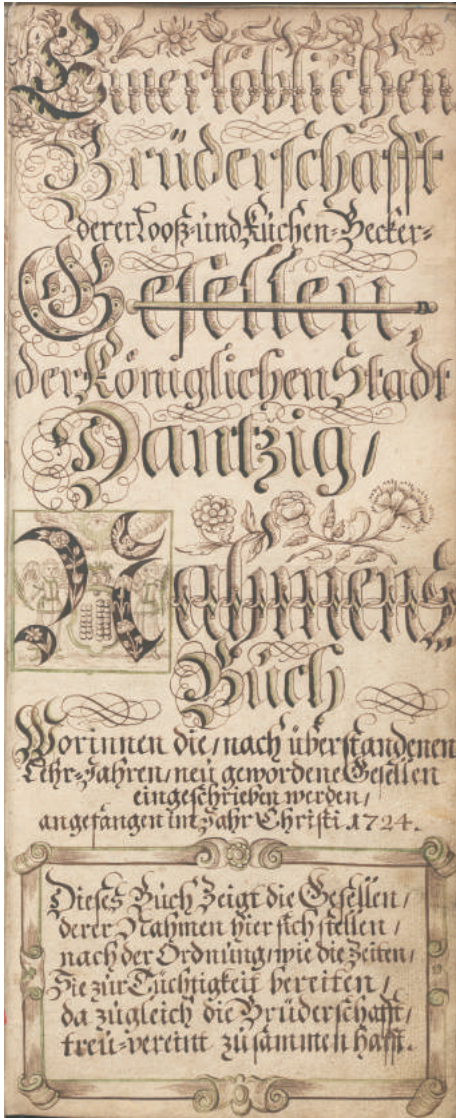 Einer löblichen
Brüderschafft
derer Looß- und Kuchen-Becker-
Gesellen,
der Königlichen Stadt
Dantzig /
Nahmens
Buch
Worinnen die / nach überstandenen
Lehr-Jahren / neu gewordene Gesellen
eingeschrieben werden /
angefangen im Jahr Christi 1724.
Dieses Buch Zeigt die Gesellen /
derer Nahmen hier sich stellen /
nach der Ordnung / wie die Zeiten /
Sie zur Tüchtigkeit bereiten /
da zugleich die Brüderschafft /
treu-vereint zusammen hafft.